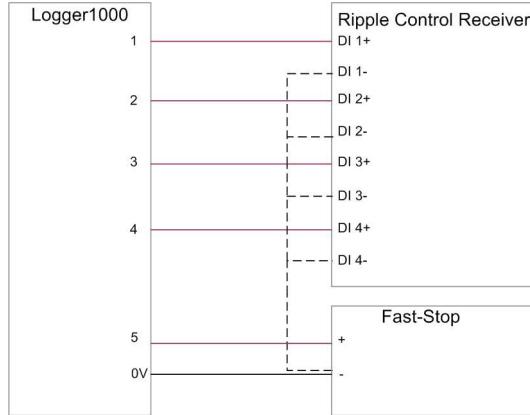 Logger1000
Ripple Control Receiver
1
DI 1+
DI 1-
2
DI 2+
DI 2-
3
DI 3+
DI 3-
4
DI 4+
DI 4-
Fast-Stop
5
+
0V
-